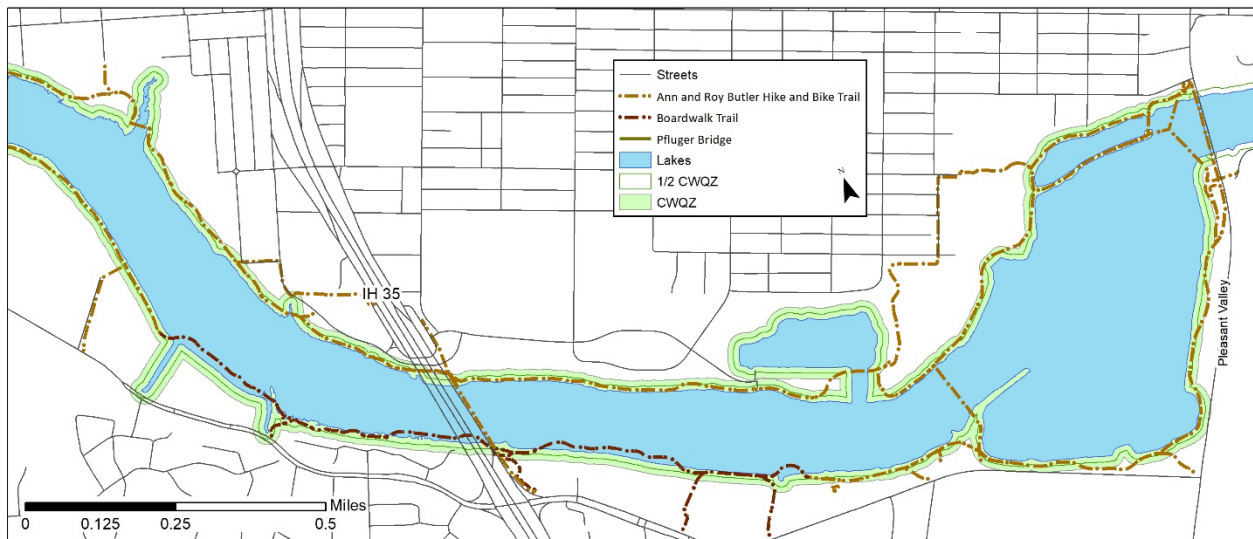 Streets
Ann and Roy Butler Hike and Bike Trail
Boardwalk Trail
Pfluger Bridge
Lakes
1/2 CWQZ
CWQZ
N
IH 35
Pleasant Valley
Miles
0 0.125 0.25 0.5